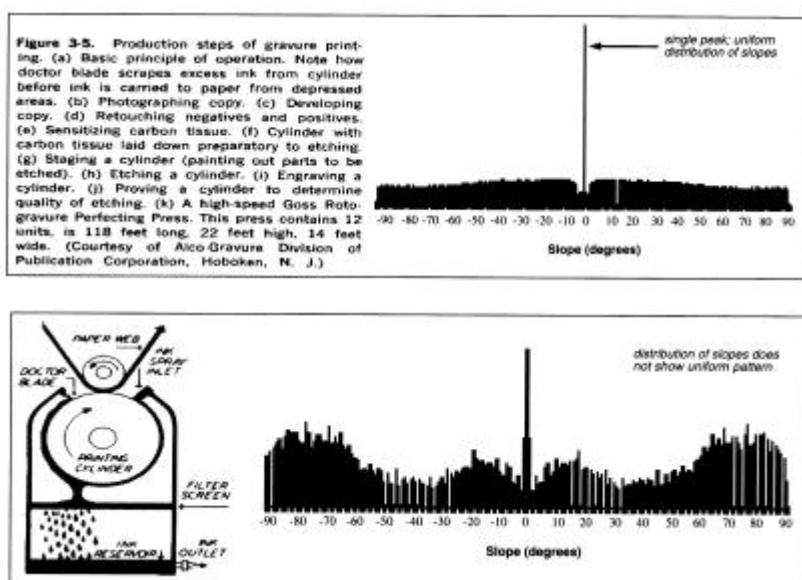 Figure 3-5. Production steps of gravure print-
ing. (a) Basic principle of operation. Note how
doctor blade scrapes excess ink from cylinder
before ink is carried to paper from depressed
areas. (b) Photographing copy. (c) Developing
copy. (d) Retouching negatives and positives.
(e) Sensitizing carbon tissue. (f) Cylinder with
carbon tissue laid down preparatory to etching.
(g) Staging a cylinder (painting out parts to be
etched). (h) Etching a cylinder. (i) Engraving a
cylinder. (j) Proving a cylinder to determine
quality of etching. (k) A high-speed Goss Roto-
gravure Perfecting Press. This press contains 12
units, is 118 feet long, 22 feet high, 14 feet
wide. (Courtesy of Alco-Gravure Division of
Publication Corporation, Hoboken, N. J.)
single peak; uniform
distribution of slopes
-90 -80 -70 -60 -50 -40 -30 -20 -10 0 10 20 30 40 50 60 70 80 90
Slope (degrees)
PAPER WEB
INK
SPRAY
INLET
DOCTOR
BLADE
PRINTING
CYLINDER
FILTER
SCREEN
INK
RESERVOIR
INK
OUTLET
distribution of slopes does
not show uniform pattern
-90 -80 -70 -60 -50 -40 -30 -20 -10 0 10 20 30 40 50 60 70 80 90
Slope (degrees)